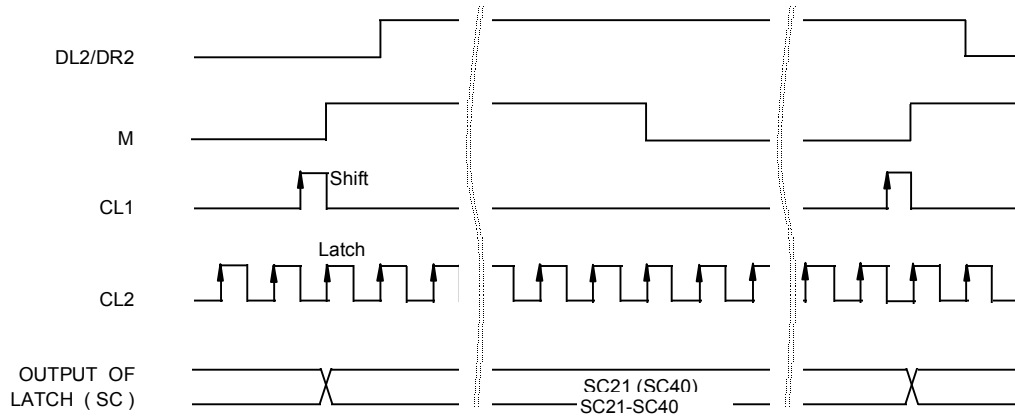 DL2/DR2
M
Shift
CL1
Latch
CL2
OUTPUT OF
LATCH ( SC )
SC21 (SC40)
SC21-SC40